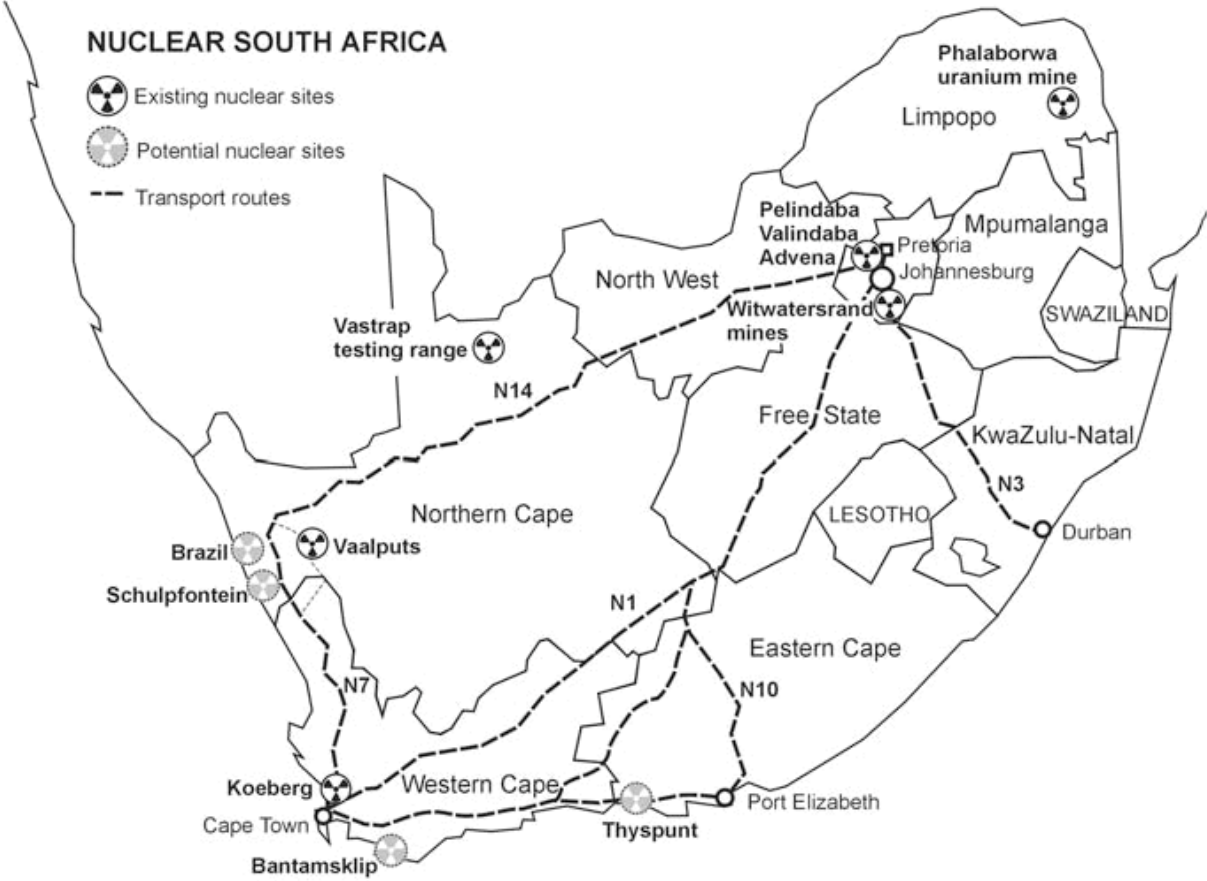 NUCLEAR SOUTH AFRICA
Existing nuclear sites
Potential nuclear sites
Transport routes
Phalaborwa
uranium mine
Limpopo
Pelindaba
Valindaba
Advena
Pretoria
Johannesburg
Mpumalanga
North West
Witwatersrand
mines
SWAZILAND
Vastrap
testing range
N14
Free State
KwaZulu-Natal
N3
Northern Cape
LESOTHO
Durban
Brazil
Vaalputs
Schulpfontein
N1
Eastern Cape
N7
N10
Koeberg
Western Cape
Cape Town
Port Elizabeth
Thyspunt
Bantamsklip